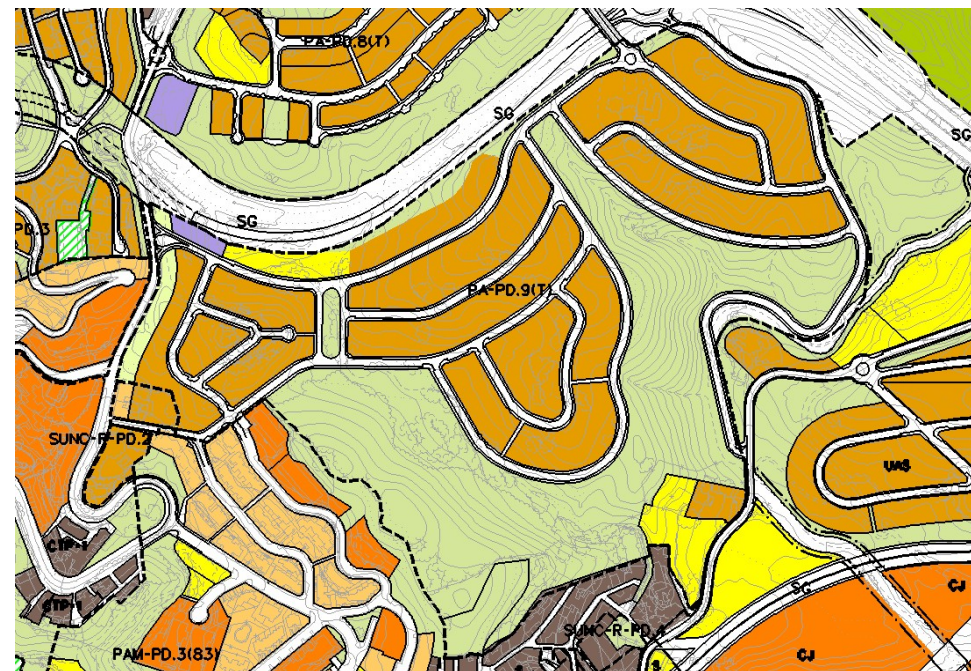 PA-PD.8(T)
SG
SG
SG
PD.3
PA-PD.9(T)
SUNC-R-PD.2
UAS
CTP-1
CTP-1
SG
CJ
SUNC-R-PD.4
PAM-PD.3(83)
CJ
S